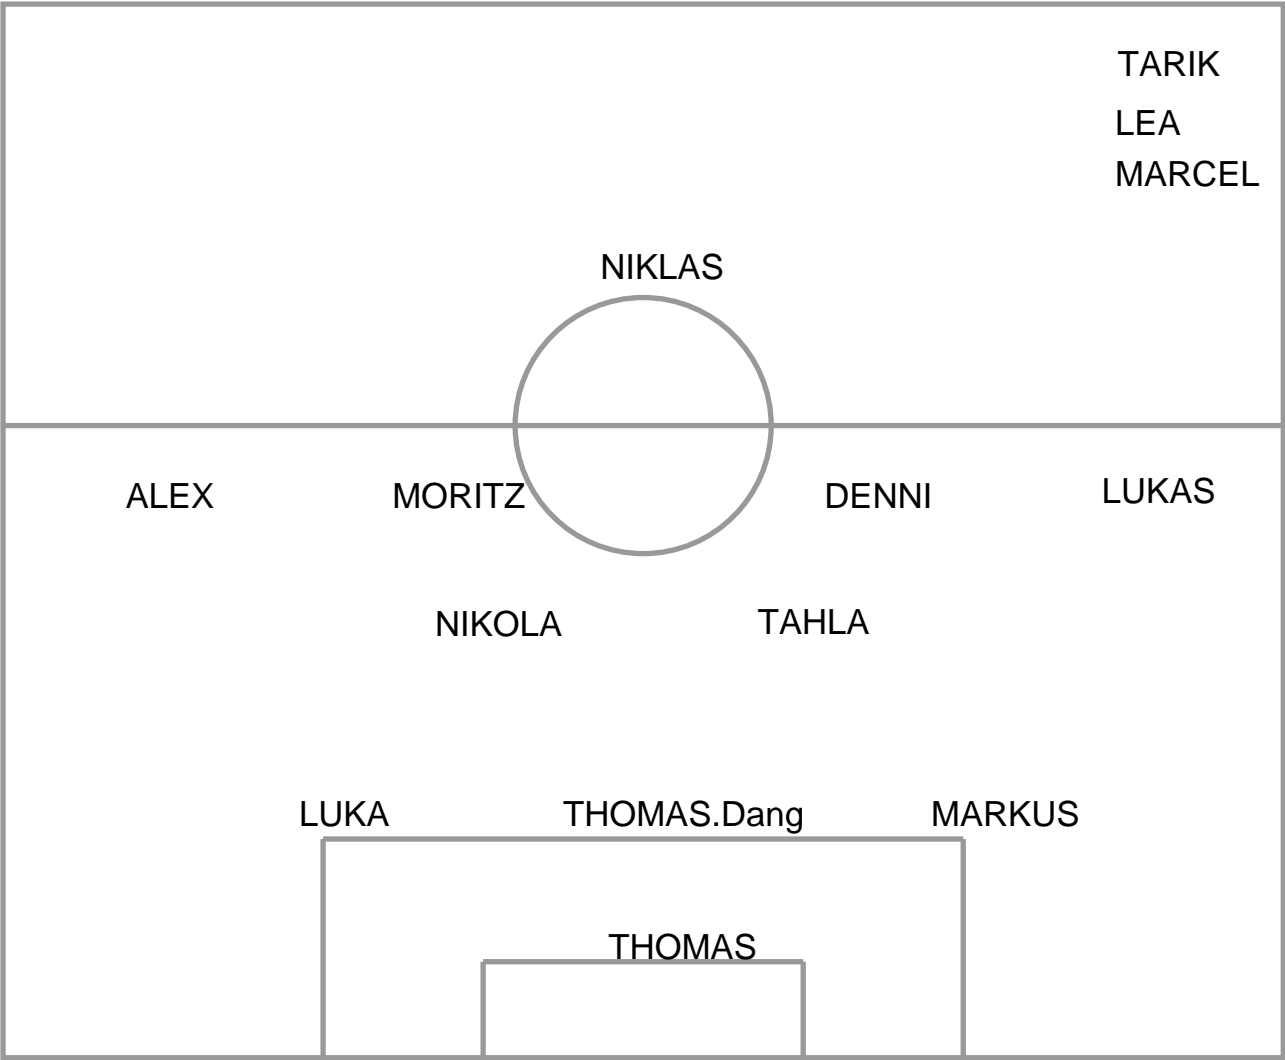 TARIK
LEA
MARCEL
NIKLAS
ALEX MORITZ DENNI LUKAS
NIKOLA TAHLA
LUKA THOMAS.Dang MARKUS
THOMAS